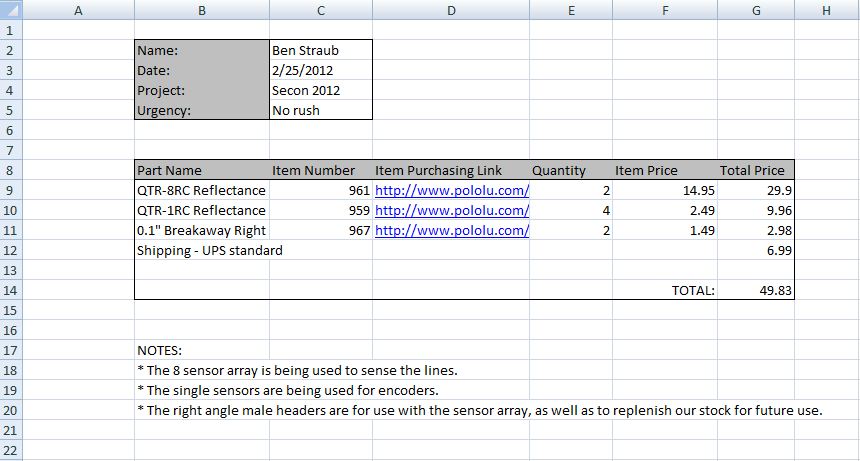 A B C D E F G H
1
2 Name: Ben Straub
3 Date: 2/25/2012
4 Project: Secon 2012
5 Urgency: No rush
6
7
8 Part Name Item Number Item Purchasing Link Quantity Item Price Total Price
9 QTR-8RC Reflectance 961 http://www.pololu.com/ 2 14.95 29.9
10 QTR-1RC Reflectance 959 http://www.pololu.com/ 4 2.49 9.96
11 0.1" Breakaway Right 967 http://www.pololu.com/ 2 1.49 2.98
12 Shipping - UPS standard 6.99
13
14 TOTAL: 49.83
15
16
17 NOTES:
18 * The 8 sensor array is being used to sense the lines.
19 * The single sensors are being used for encoders.
20 * The right angle male headers are for use with the sensor array, as well as to replenish our stock for future use.
21
22